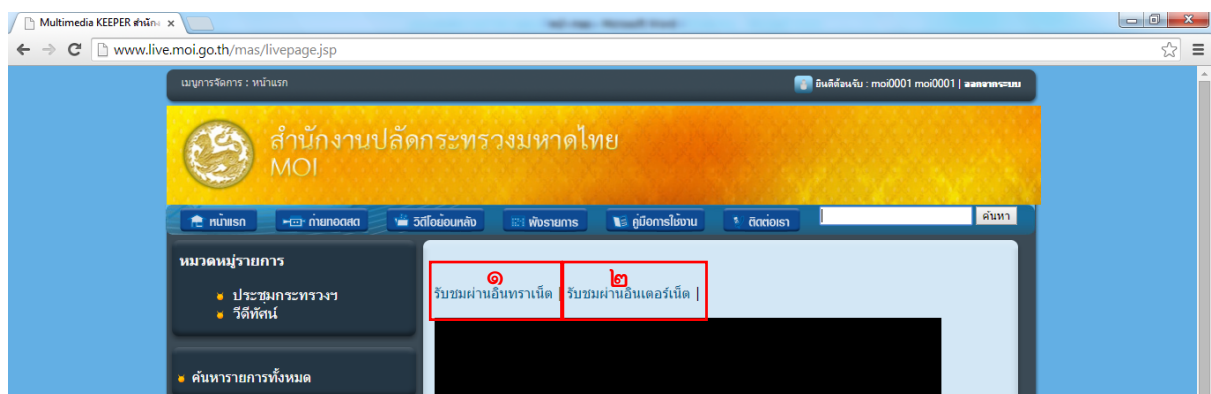 Multimedia KEEPER สำนัก
www.live.moi.go.th/mas/livepage.jsp
เมนูการจัดการ : หน้าแรก
ยินดีต้อนรับ : moi0001 moi0001 | ออกจากระบบ
สำนักงานปลัดกระทรวงมหาดไทย
MOI
หน้าแรก ถ่ายทอดสด วิดีโอย้อนหลัง ผังรายการ คู่มือการใช้งาน ติดต่อเรา ค้นหา
หมวดหมู่รายการ
ประชุมกระทรวงฯ
วีดีทัศน์
ค้นหารายการทั้งหมด
๑ ๒
รับชมผ่านอินทราเน็ต | รับชมผ่านอินเตอร์เน็ต |